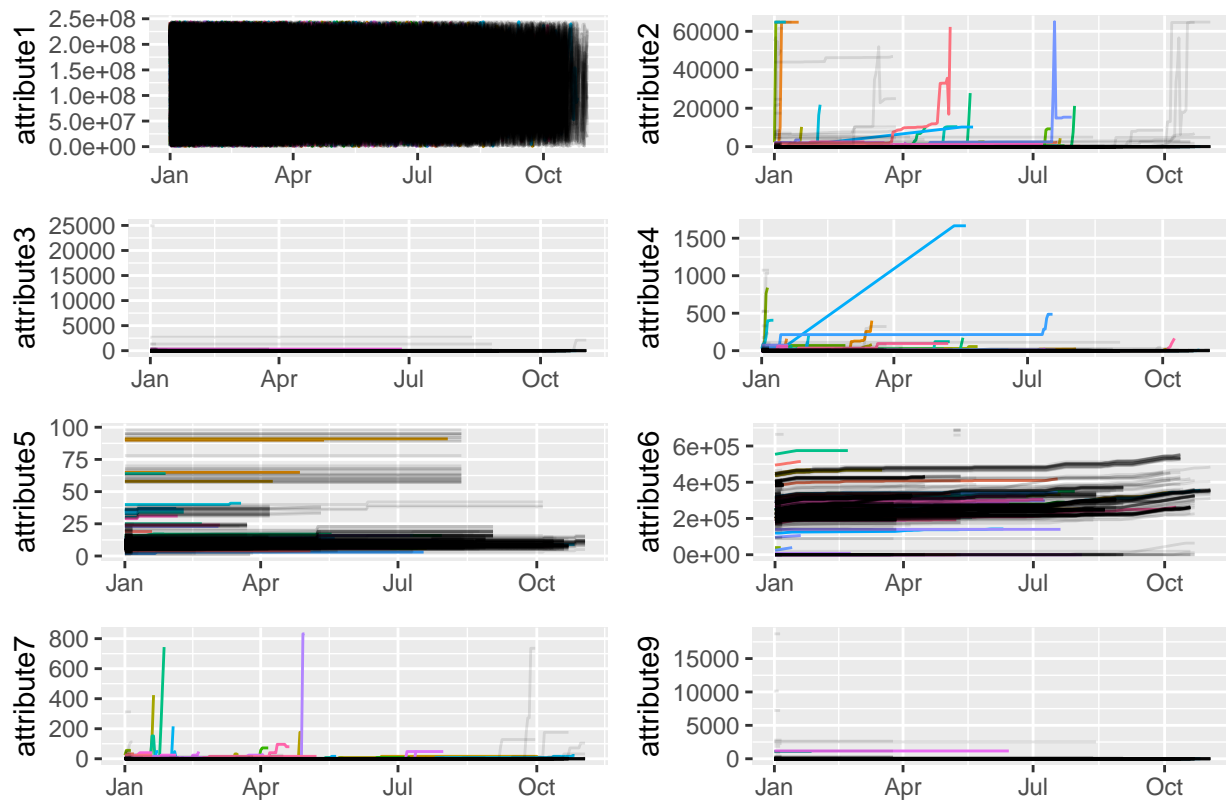 attribute1
2.5e+08
2.0e+08
1.5e+08
1.0e+08
5.0e+07
0.0e+00
Jan Apr Jul Oct
attribute2
60000
40000
20000
0
Jan Apr Jul Oct
attribute3
25000
20000
15000
10000
5000
0
Jan Apr Jul Oct
attribute4
1500
1000
500
0
Jan Apr Jul Oct
attribute5
100
75
50
25
0
Jan Apr Jul Oct
attribute6
6e+05
4e+05
2e+05
0e+00
Jan Apr Jul Oct
attribute7
800
600
400
200
0
Jan Apr Jul Oct
attribute9
15000
10000
5000
0
Jan Apr Jul Oct